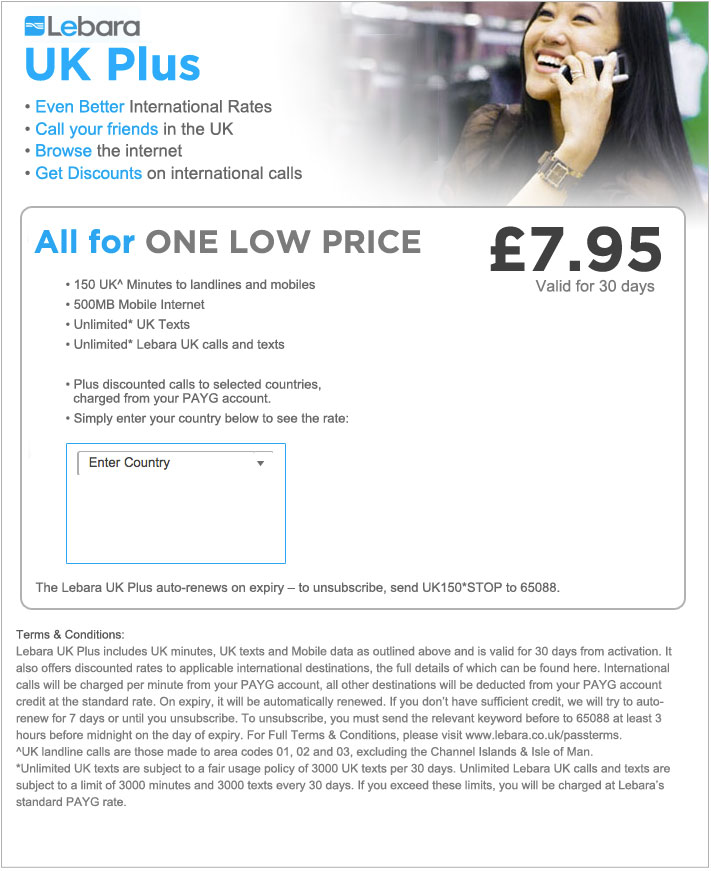 Lebara
UK Plus
• Even Better International Rates
• Call your friends in the UK
• Browse the internet
• Get Discounts on international calls
All for ONE LOW PRICE
£7.95
Valid for 30 days
• 150 UK^ Minutes to landlines and mobiles
• 500MB Mobile Internet
• Unlimited* UK Texts
• Unlimited* Lebara UK calls and texts
• Plus discounted calls to selected countries,
charged from your PAYG account.
• Simply enter your country below to see the rate:
Enter Country
The Lebara UK Plus auto-renews on expiry – to unsubscribe, send UK150*STOP to 65088.
Terms & Conditions:
Lebara UK Plus includes UK minutes, UK texts and Mobile data as outlined above and is valid for 30 days from activation. It
also offers discounted rates to applicable international destinations, the full details of which can be found here. International
calls will be charged per minute from your PAYG account, all other destinations will be deducted from your PAYG account
credit at the standard rate. On expiry, it will be automatically renewed. If you don’t have sufficient credit, we will try to auto-
renew for 7 days or until you unsubscribe. To unsubscribe, you must send the relevant keyword before to 65088 at least 3
hours before midnight on the day of expiry. For Full Terms & Conditions, please visit www.lebara.co.uk/passterms.
^UK landline calls are those made to area codes 01, 02 and 03, excluding the Channel Islands & Isle of Man.
*Unlimited UK texts are subject to a fair usage policy of 3000 UK texts per 30 days. Unlimited Lebara UK calls and texts are
subject to a limit of 3000 minutes and 3000 texts every 30 days. If you exceed these limits, you will be charged at Lebara’s
standard PAYG rate.